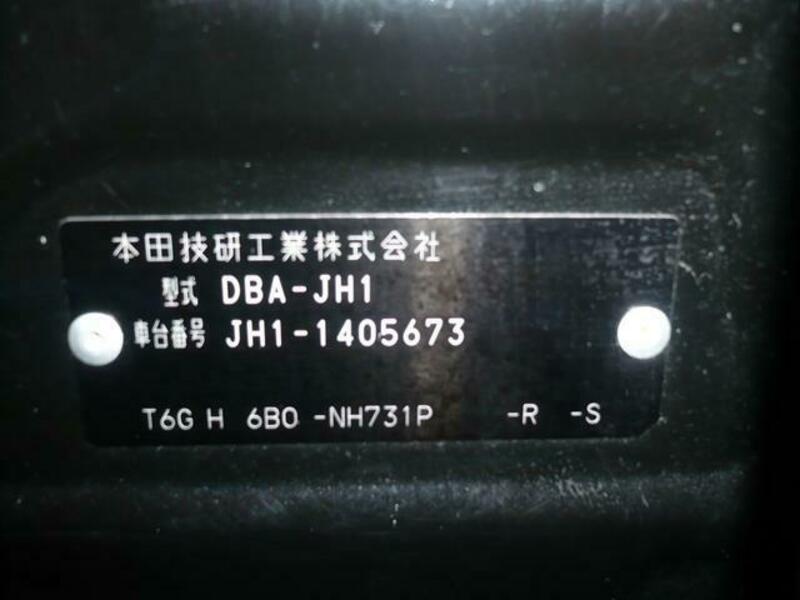 本田技研工業株式会社
型式 DBA-JH1
車台番号 JH1-1405673
T6G H 6B0 -NH731P -R -S